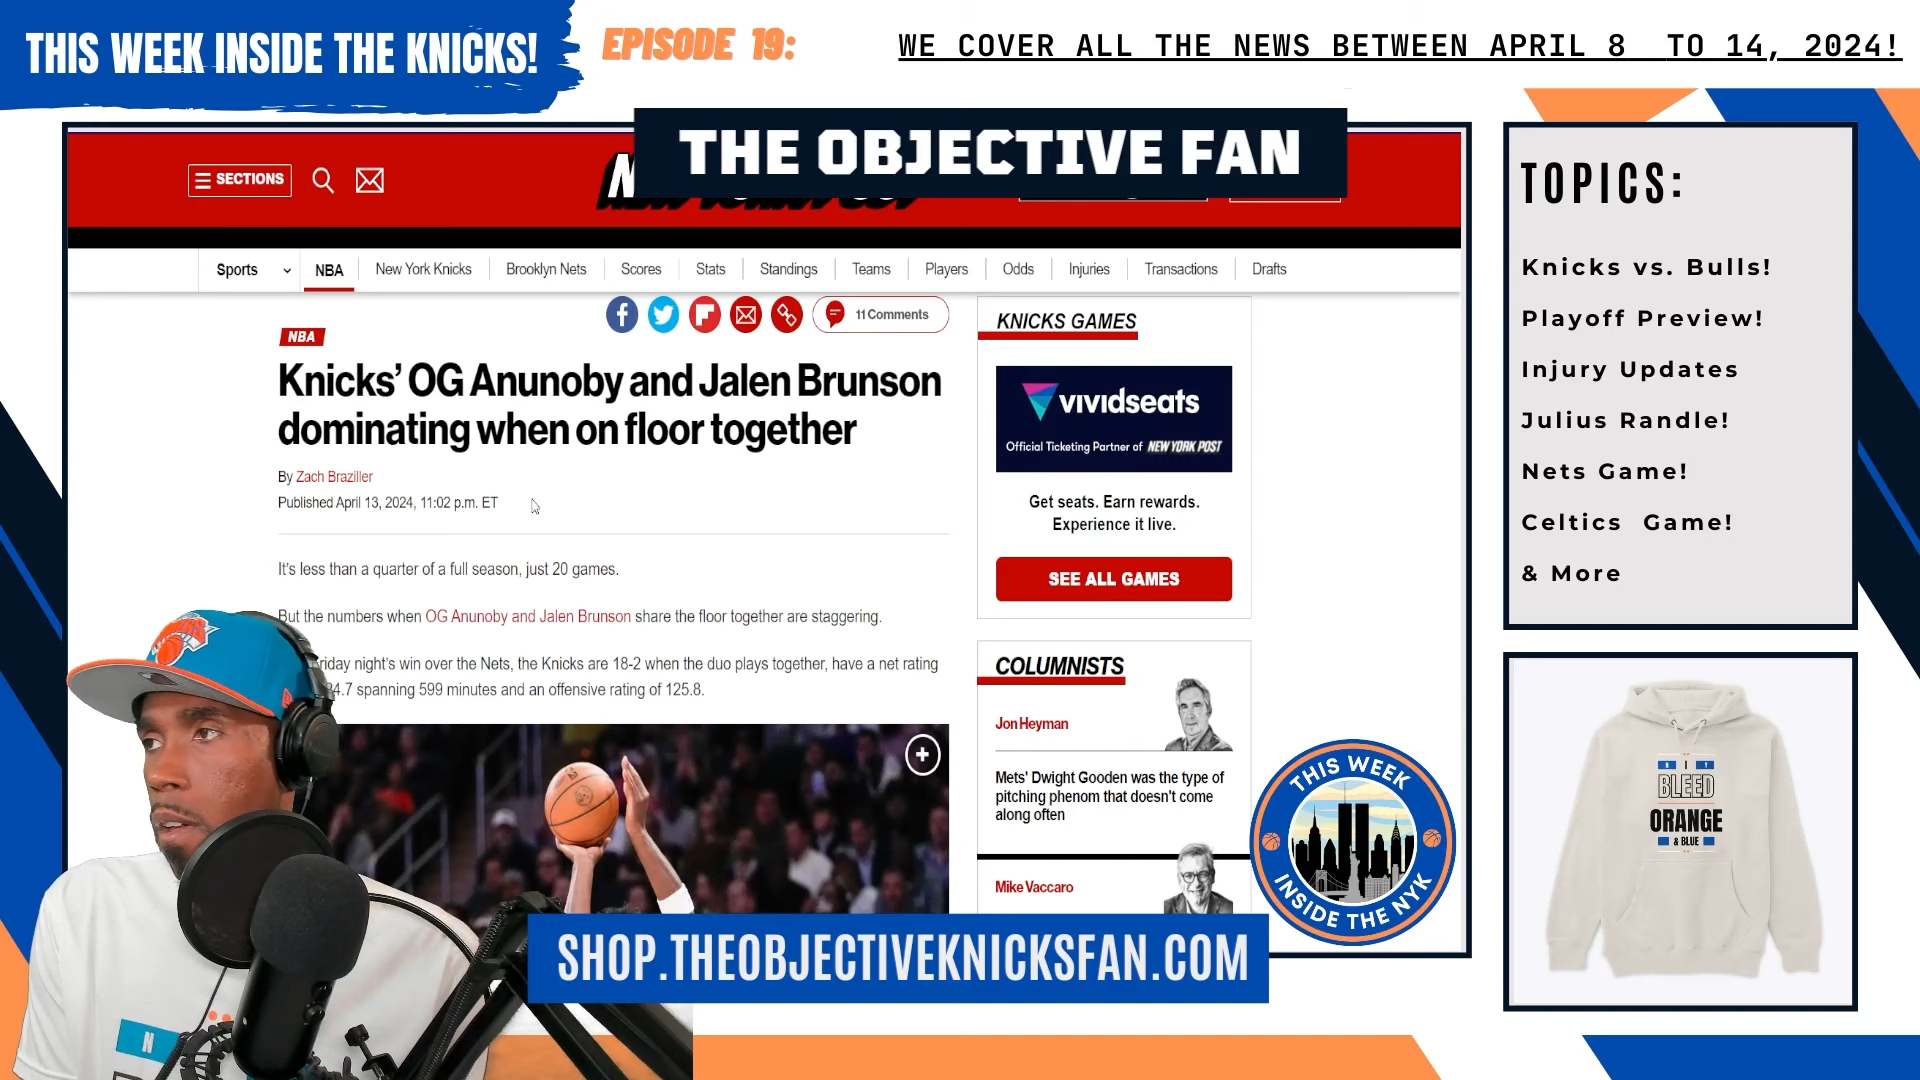 THIS WEEK INSIDE THE KNICKS!
EPISODE 19:
WE COVER ALL THE NEWS BETWEEN APRIL 8 TO 14, 2024!
THE OBJECTIVE FAN
SECTIONS
Sports
NBA
New York Knicks
Brooklyn Nets
Scores
Stats
Standings
Teams
Players
Odds
Injuries
Transactions
Drafts
11 Comments
NBA
Knicks' OG Anunoby and Jalen Brunson
dominating when on floor together
By Zach Braziller
Published April 13, 2024, 11:02 p.m. ET
It's less than a quarter of a full season, just 20 games.
But the numbers when OG Anunoby and Jalen Brunson share the floor together are staggering.
night's win over the Nets, the Knicks are 18-2 when the duo plays together, have a net rating
4.7 spanning 599 minutes and an offensive rating of 125.8.
KNICKS GAMES
vividseats
Official Ticketing Partner of NEW YORK POST
Get seats. Earn rewards.
Experience it live.
SEE ALL GAMES
COLUMNISTS
Jon Heyman
Mets' Dwight Gooden was the type of
pitching phenom that doesn't come
along often
Mike Vaccaro
THIS WEEK
INSIDE THE NYK
SHOP.THEOBJECTIVEKNICKSFAN.COM
TOPICS:
Knicks vs. Bulls!
Playoff Preview!
Injury Updates
Julius Randle!
Nets Game!
Celtics Game!
& More
I
BLEED
ORANGE
& BLUE
N